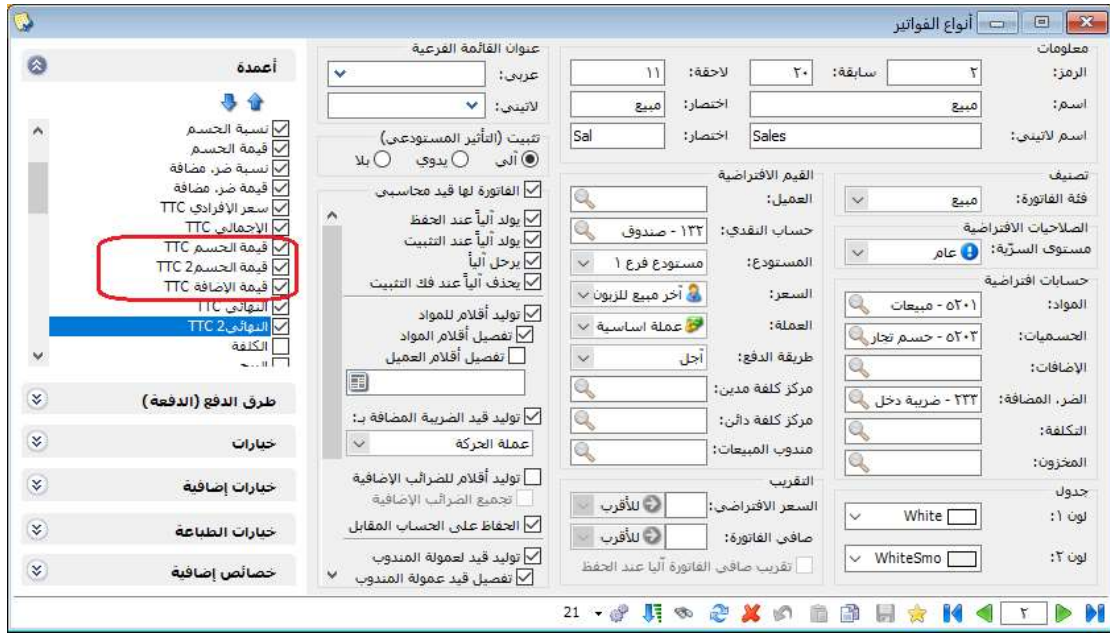 أنواع الفواتير
معلومات
الرمز: ٢ سابقة: ٢٠ لاحقة: ١١
اسم: مبيع اختصار: مبيع
اسم لاتيني: Sales اختصار: Sal
تصنيف
فئة الفاتورة: مبيع
الصلاحيات الافتراضية
مستوى السرّية: عام
حسابات افتراضية
المواد: ٥٢٠١ - مبيعات
الحسميات: ٥٢٠٣ - حسم تجار
الإضافات:
الضر. المضافة: ٢٣٣ - ضريبة دخل
التكلفة:
المخزون:
جدول
لون ١: White
لون ٢: WhiteSmo
القيم الافتراضية
العميل:
حساب النقدي: ١٣٢ - صندوق
المستودع: مستودع فرع ١
السعر: آخر مبيع للزبون
العملة: عملة اساسية
طريقة الدفع: آجل
مركز كلفة مدين:
مركز كلفة دائن:
مندوب المبيعات:
التقريب
السعر الافتراضي: للأقرب
صافي الفاتورة: للأقرب
تقريب صافي الفاتورة آليا عند الحفظ
عنوان القائمة الفرعية
عربي:
لاتيني:
تثبيت (التأثير المستودعي)
آلي يدوي بلا
الفاتورة لها قيد محاسبي
يولد آلياً عند الحفظ
يولد آلياً عند التثبيت
يرحل آلياً
يحذف آلياً عند فك التثبيت
توليد أقلام للمواد
تفصيل أقلام المواد
تفصيل أقلام العميل
توليد قيد الضريبة المضافة بـ:
عملة الحركة
توليد أقلام للضرائب الإضافية
تجميع الضرائب الإضافية
الحفاظ على الحساب المقابل
توليد قيد لعمولة المندوب
تفصيل قيد عمولة المندوب
أعمدة
نسبة الحسم
قيمة الحسم
نسبة ضر. مضافة
قيمة ضر. مضافة
سعر الإفرادي TTC
الإجمالي TTC
قيمة الحسم TTC
قيمة الحسم2 TTC
قيمة الإضافة TTC
النهائي TTC
النهائي2 TTC
الكلفة
الربح
طرق الدفع (الدفعة)
خيارات
خيارات إضافية
خيارات الطباعة
خصائص إضافية
٢ 21